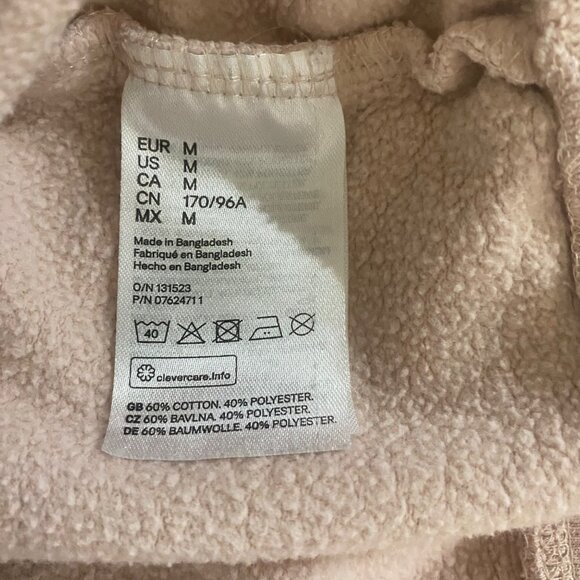 EUR M
US M
CA M
CN 170/96A
MX M
Made in Bangladesh
Fabriqué en Bangladesh
Hecho en Bangladesh
O/N 131523
P/N 07624711
40
clevercare.info
GB 60% COTTON. 40% POLYESTER.
CZ 60% BAVLNA. 40% POLYESTER.
DE 60% BAUMWOLLE. 40% POLYESTER.